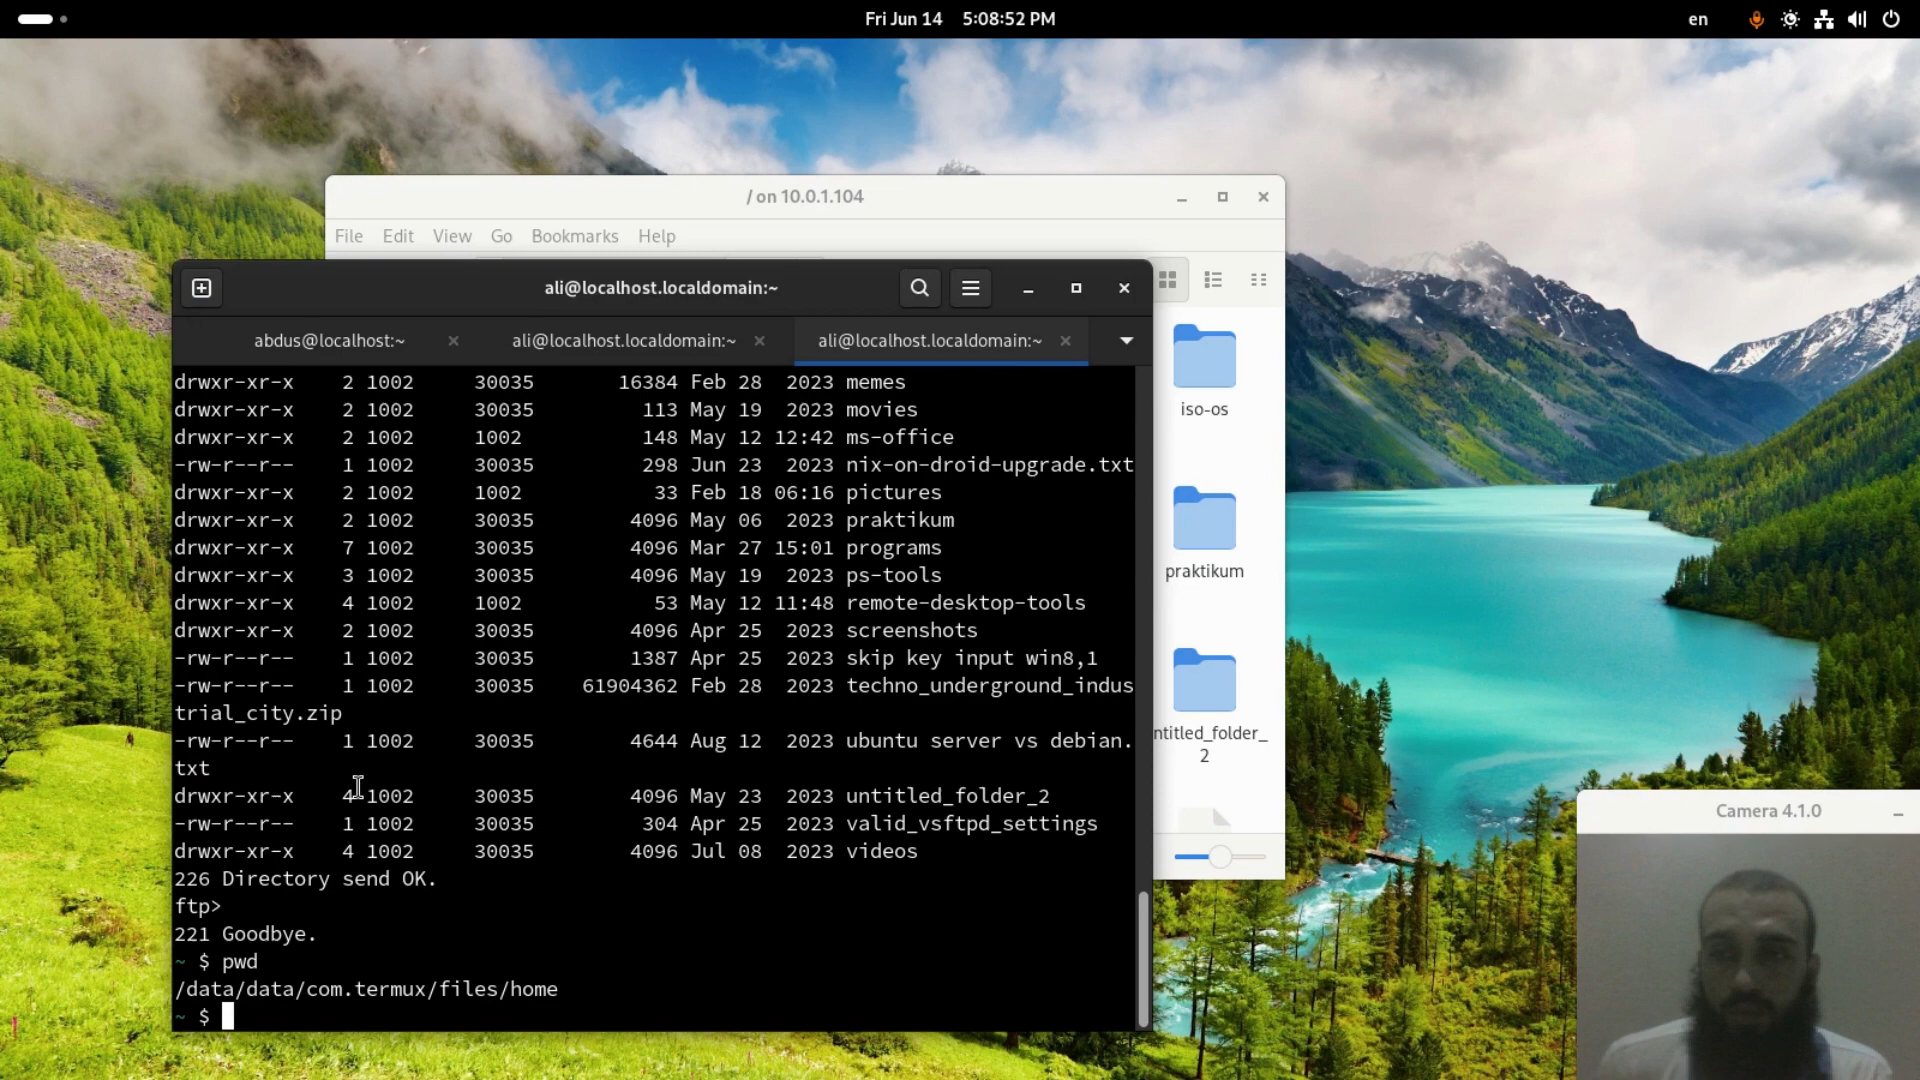 Fri Jun 14 5:08:52 PM
en
/ on 10.0.1.104
File Edit View Go Bookmarks Help
ali@localhost.localdomain:~
abdus@localhost:~ ali@localhost.localdomain:~ ali@localhost.localdomain:~
drwxr-xr-x 2 1002 30035 16384 Feb 28 2023 memes
drwxr-xr-x 2 1002 30035 113 May 19 2023 movies
drwxr-xr-x 2 1002 1002 148 May 12 12:42 ms-office
-rw-r--r-- 1 1002 30035 298 Jun 23 2023 nix-on-droid-upgrade.txt
drwxr-xr-x 2 1002 1002 33 Feb 18 06:16 pictures
drwxr-xr-x 2 1002 30035 4096 May 06 2023 praktikum
drwxr-xr-x 7 1002 30035 4096 Mar 27 15:01 programs
drwxr-xr-x 3 1002 30035 4096 May 19 2023 ps-tools
drwxr-xr-x 4 1002 1002 53 May 12 11:48 remote-desktop-tools
drwxr-xr-x 2 1002 30035 4096 Apr 25 2023 screenshots
-rw-r--r-- 1 1002 30035 1387 Apr 25 2023 skip key input win8,1
-rw-r--r-- 1 1002 30035 61904362 Feb 28 2023 techno_underground_indus
trial_city.zip
-rw-r--r-- 1 1002 30035 4644 Aug 12 2023 ubuntu server vs debian.
txt
drwxr-xr-x 4 1002 30035 4096 May 23 2023 untitled_folder_2
-rw-r--r-- 1 1002 30035 304 Apr 25 2023 valid_vsftpd_settings
drwxr-xr-x 4 1002 30035 4096 Jul 08 2023 videos
226 Directory send OK.
ftp>
221 Goodbye.
~ $ pwd
/data/data/com.termux/files/home
~ $
iso-os
praktikum
ntitled_folder_
2
Camera 4.1.0